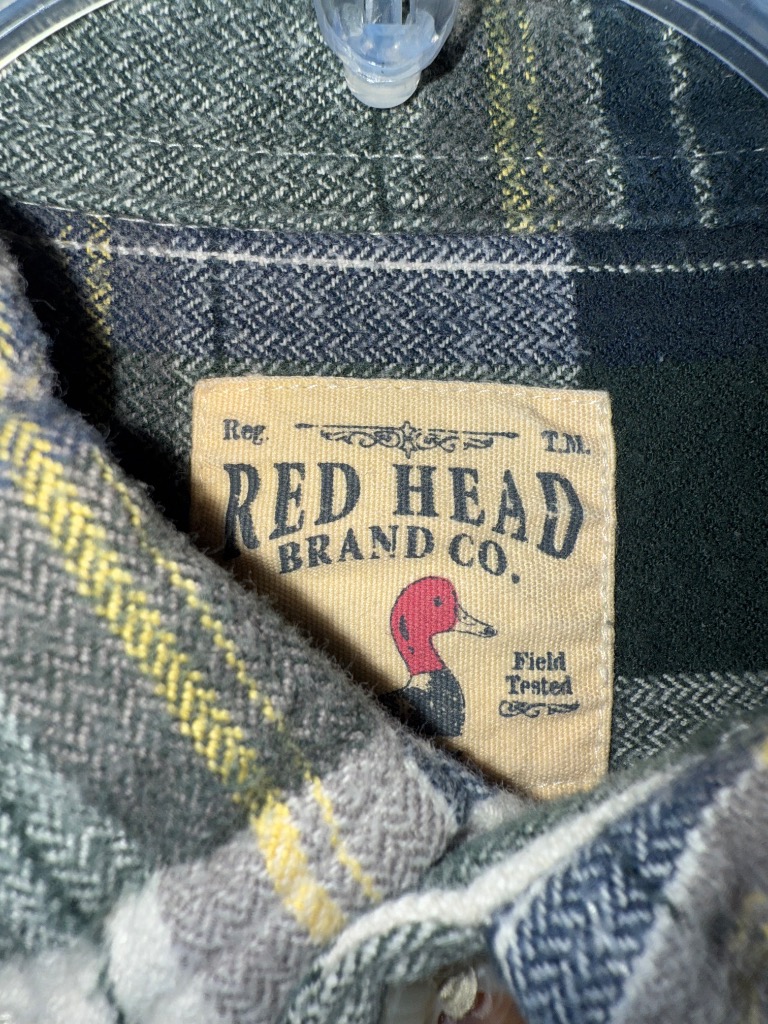 Reg. T.M.
RED HEAD
BRAND CO.
Field
Tested